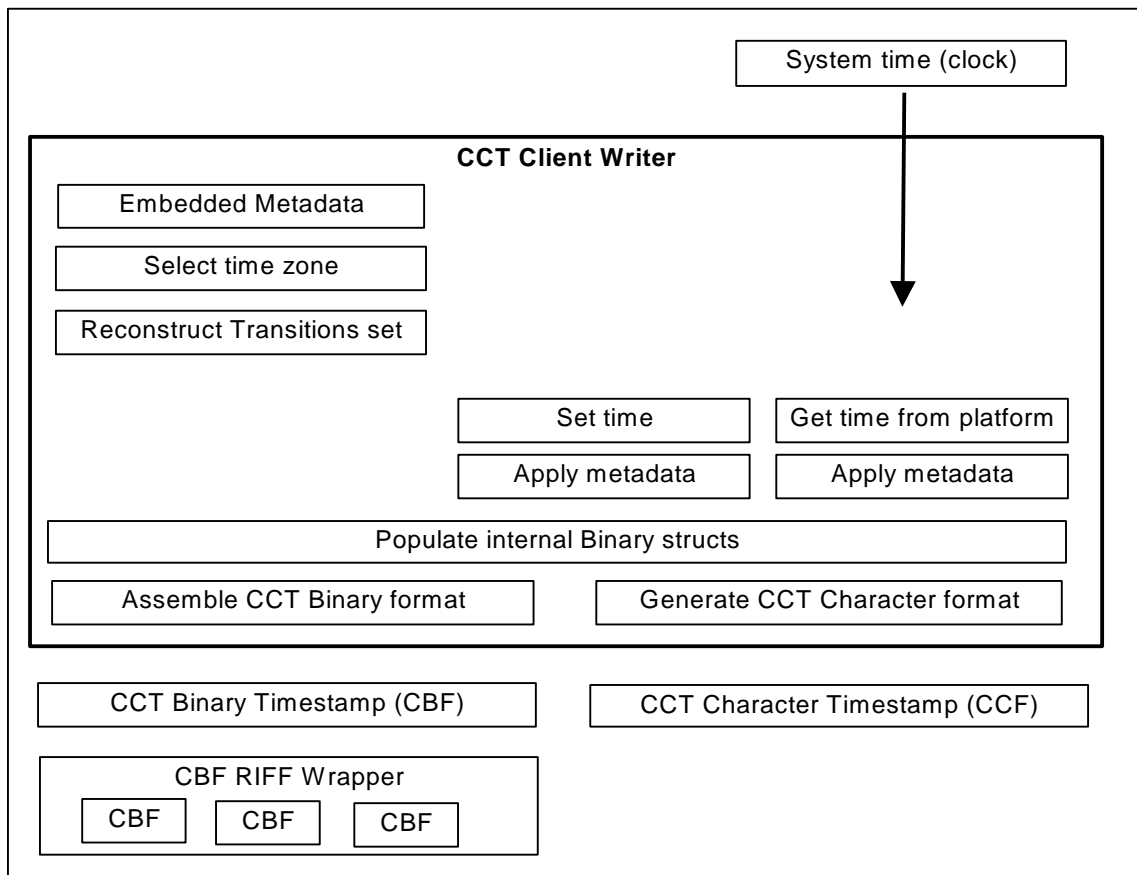 System time (clock)
CCT Client Writer
Embedded Metadata
Select time zone
Reconstruct Transitions set
Set time
Get time from platform
Apply metadata
Apply metadata
Populate internal Binary structs
Assemble CCT Binary format
Generate CCT Character format
CCT Binary Timestamp (CBF)
CCT Character Timestamp (CCF)
CBF RIFF Wrapper
CBF
CBF
CBF